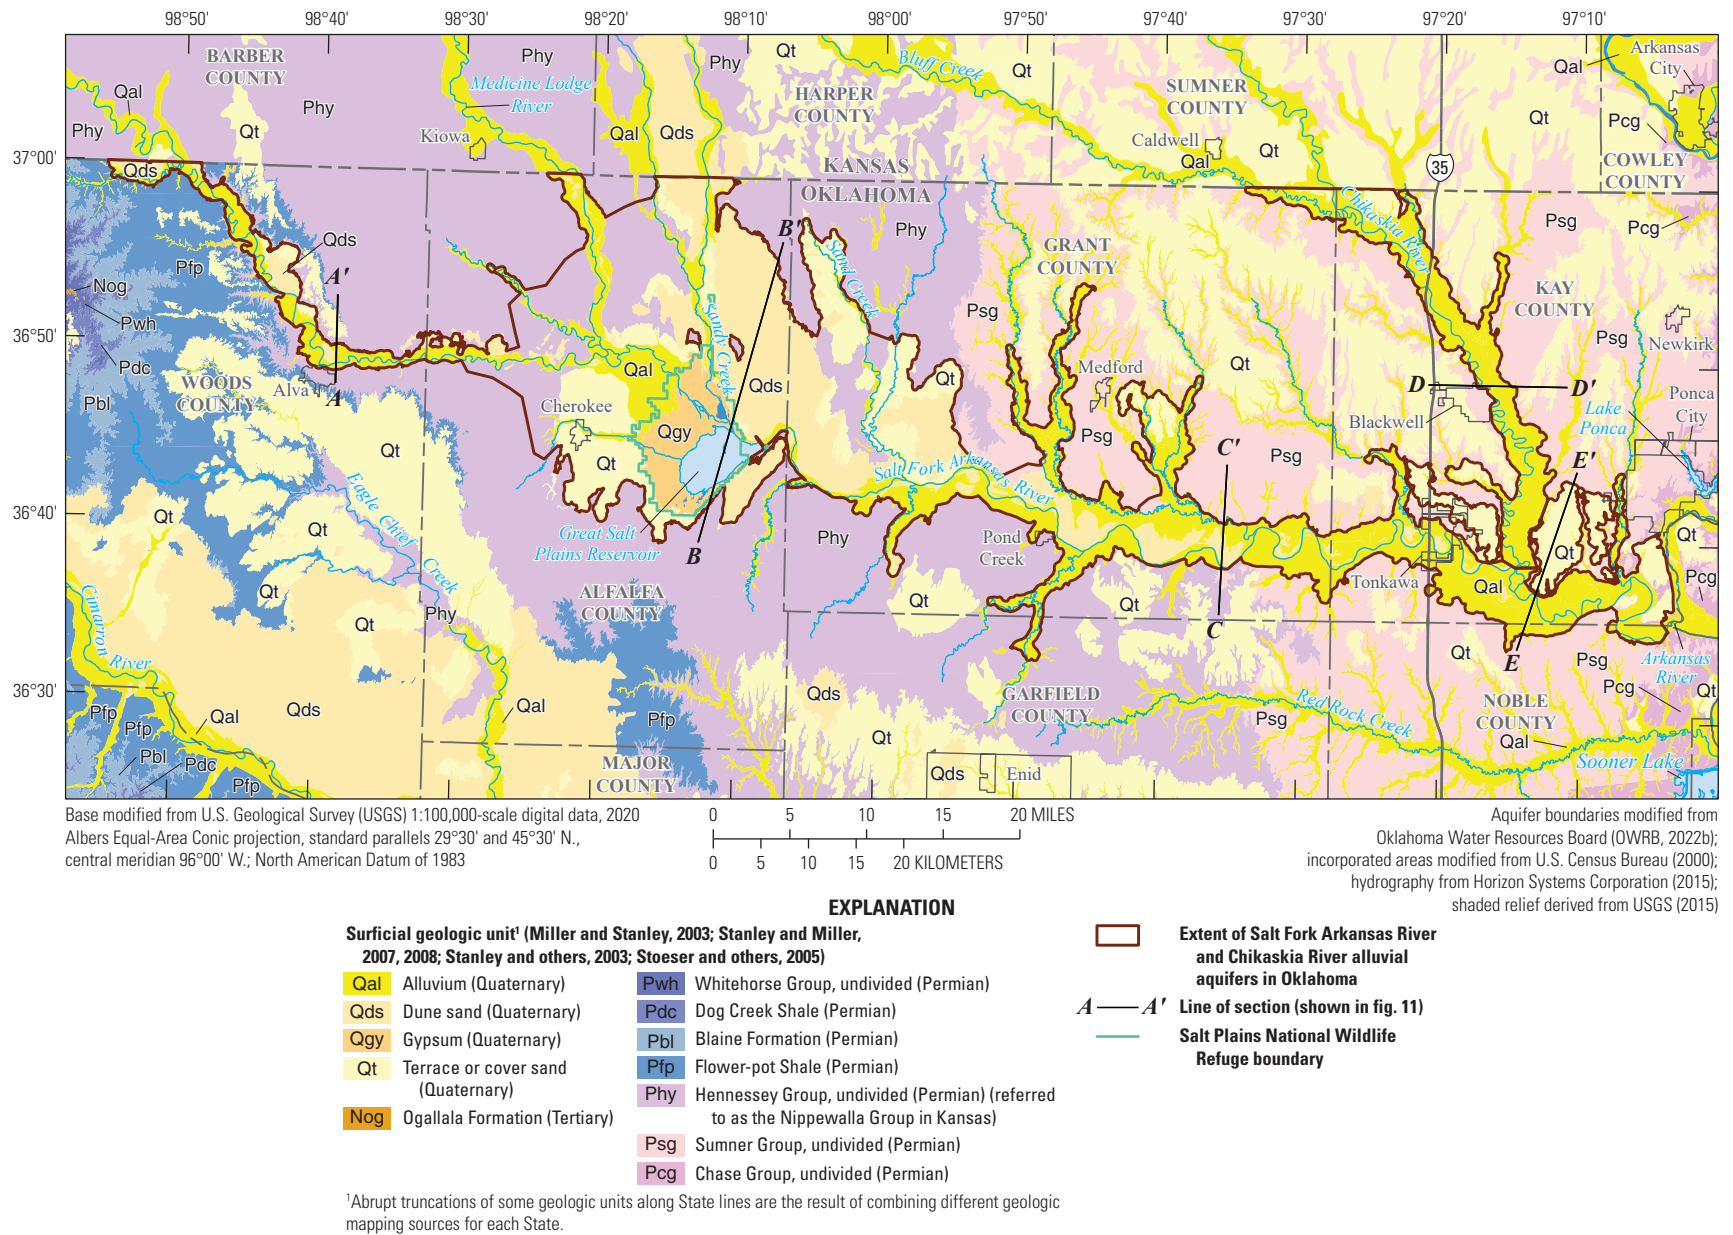 98°50' 98°40' 98°30' 98°20' 98°10' 98°00' 97°50' 97°40' 97°30' 97°20' 97°10'
37°00'
36°50'
36°40'
36°30'
BARBER
COUNTY
Phy
Medicine Lodge
River
Phy
Qal
Phy
Qt
Kiowa
Qal
Qds
Phy
Qt
HARPER
COUNTY
Bluff Creek
Qt
SUMNER
COUNTY
Caldwell
Qal
Qt
Qal
Arkansas
City
Qt
Pcg
COWLEY
COUNTY
35
KANSAS
OKLAHOMA
Qds
Qds
Pfp
A'
Nog
Pwh
Pdc
Pbl
WOODS
COUNTY
Alva
A
Qt
B'
Sand Creek
Phy
Sandy Creek
Qal
Qds
Cherokee
Qgy
Qt
Great Salt
Plains Reservoir
B
Qt
Psg
GRANT
COUNTY
Medford
Psg
Qt
Chikaskia River
Psg
Pcg
KAY
COUNTY
Psg
Newkirk
D
D'
Blackwell
Lake
Ponca
Ponca
City
C'
Psg
E'
Salt Fork Arkansas River
Phy
Pond
Creek
Qt
Qt
C
Tonkawa
Qal
Qt
Qt
Pcg
E
Qt
Psg
Arkansas
River
Pcg
Qt
Qt
Eagle Chief
Creek
Qt
Qt
Qt
Phy
ALFALFA
COUNTY
Cimarron
River
Pfp
Pfp
Qal
Qds
Qal
Pbl
Pdc
Pfp
Pfp
MAJOR
COUNTY
Qds
Qt
GARFIELD
COUNTY
Qds
Enid
Psg
Red Rock Creek
NOBLE
COUNTY
Qal
Sooner Lake
Base modified from U.S. Geological Survey (USGS) 1:100,000-scale digital data, 2020
Albers Equal-Area Conic projection, standard parallels 29°30' and 45°30' N.,
central meridian 96°00' W.; North American Datum of 1983
0 5 10 15 20 MILES
0 5 10 15 20 KILOMETERS
Aquifer boundaries modified from
Oklahoma Water Resources Board (OWRB, 2022b);
incorporated areas modified from U.S. Census Bureau (2000);
hydrography from Horizon Systems Corporation (2015);
shaded relief derived from USGS (2015)
EXPLANATION
Surficial geologic unit1 (Miller and Stanley, 2003; Stanley and Miller,
2007, 2008; Stanley and others, 2003; Stoeser and others, 2005)
Qal Alluvium (Quaternary)
Qds Dune sand (Quaternary)
Qgy Gypsum (Quaternary)
Qt Terrace or cover sand
(Quaternary)
Nog Ogallala Formation (Tertiary)
Pwh Whitehorse Group, undivided (Permian)
Pdc Dog Creek Shale (Permian)
Pbl Blaine Formation (Permian)
Pfp Flower-pot Shale (Permian)
Phy Hennessey Group, undivided (Permian) (referred
to as the Nippewalla Group in Kansas)
Psg Sumner Group, undivided (Permian)
Pcg Chase Group, undivided (Permian)
Extent of Salt Fork Arkansas River
and Chikaskia River alluvial
aquifers in Oklahoma
A A' Line of section (shown in fig. 11)
Salt Plains National Wildlife
Refuge boundary
1Abrupt truncations of some geologic units along State lines are the result of combining different geologic
mapping sources for each State.